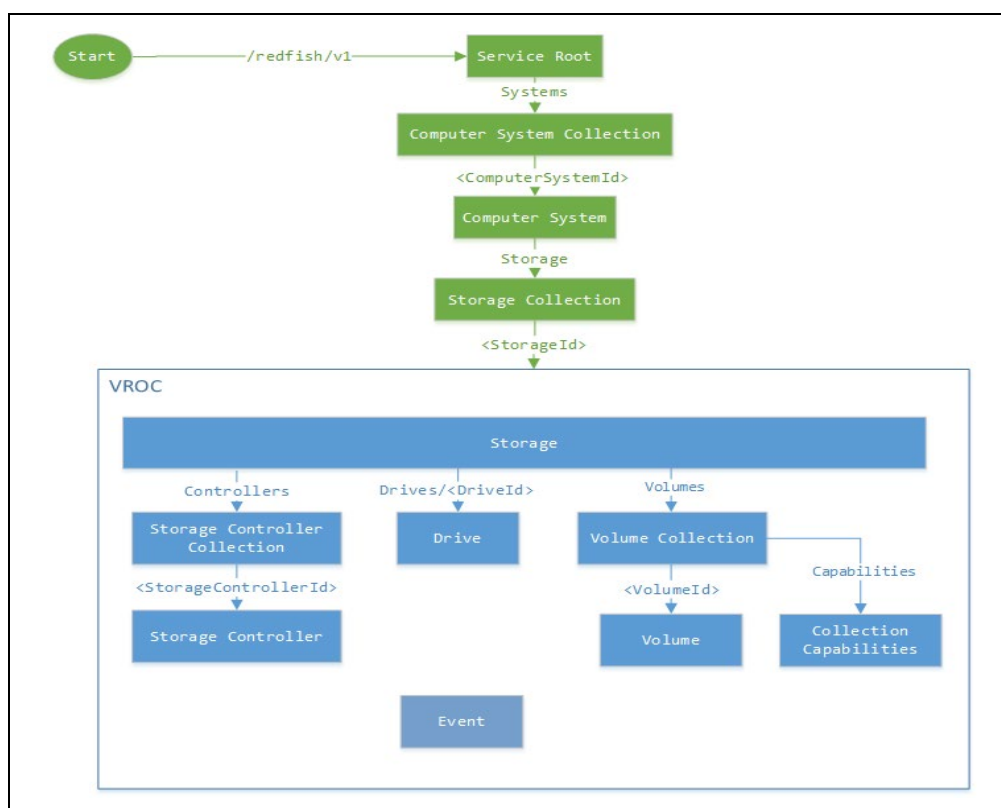 Start
/redfish/v1
Service Root
Systems
Computer System Collection
<ComputerSystemId>
Computer System
Storage
Storage Collection
<StorageId>
VROC
Storage
Controllers
Drives/<DriveId>
Volumes
Storage Controller
Collection
Drive
Volume Collection
<StorageControllerId>
<VolumeId>
Capabilities
Storage Controller
Volume
Collection
Capabilities
Event